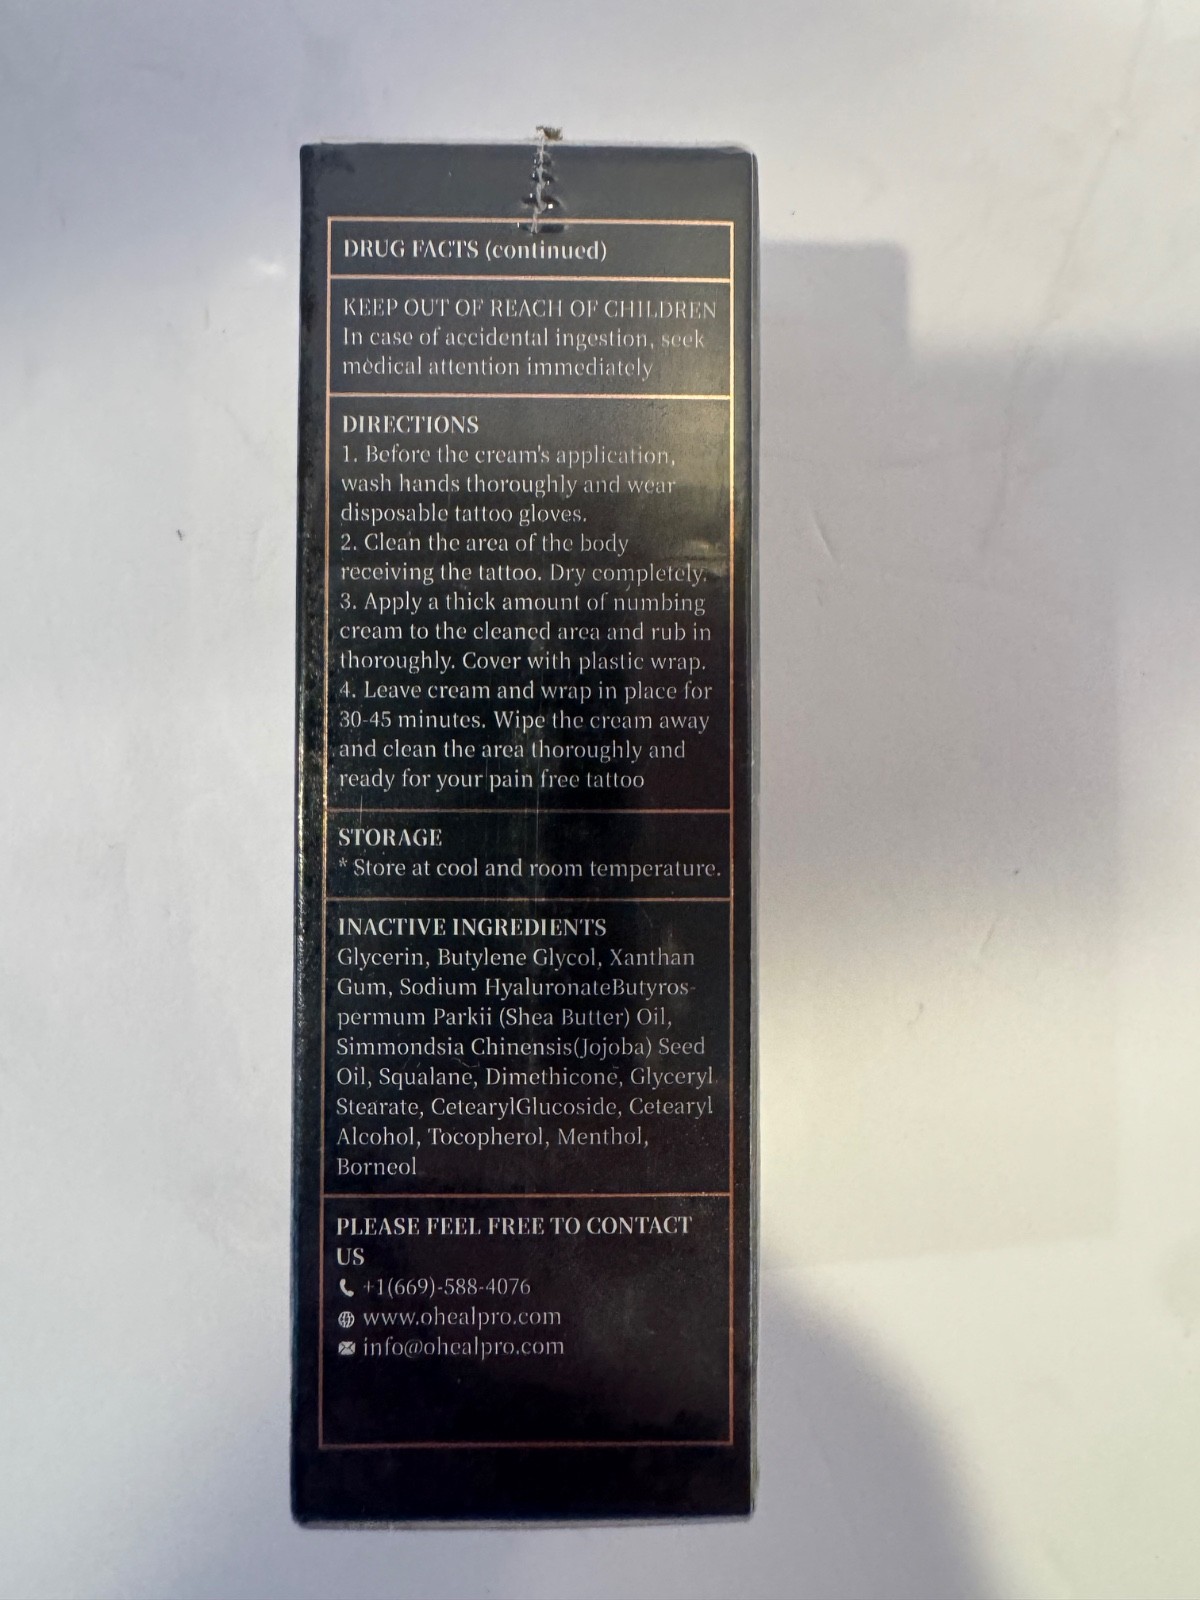 DRUG FACTS (continued)
KEEP OUT OF REACH OF CHILDREN
In case of accidental ingestion, seek
medical attention immediately
DIRECTIONS
1. Before the cream's application,
wash hands thoroughly and wear
disposable tattoo gloves.
2. Clean the area of the body
receiving the tattoo. Dry completely.
3. Apply a thick amount of numbing
cream to the cleaned area and rub in
thoroughly. Cover with plastic wrap.
4. Leave cream and wrap in place for
30-45 minutes. Wipe the cream away
and clean the area thoroughly and
ready for your pain free tattoo
STORAGE
* Store at cool and room temperature.
INACTIVE INGREDIENTS
Glycerin, Butylene Glycol, Xanthan
Gum, Sodium HyaluronateButyros-
permum Parkii (Shea Butter) Oil,
Simmondsia Chinensis(Jojoba) Seed
Oil, Squalane, Dimethicone, Glyceryl
Stearate, CetearylGlucoside, Cetearyl
Alcohol, Tocopherol, Menthol,
Borneol
PLEASE FEEL FREE TO CONTACT
US
+1(669)-588-4076
www.ohealpro.com
info@ohealpro.com